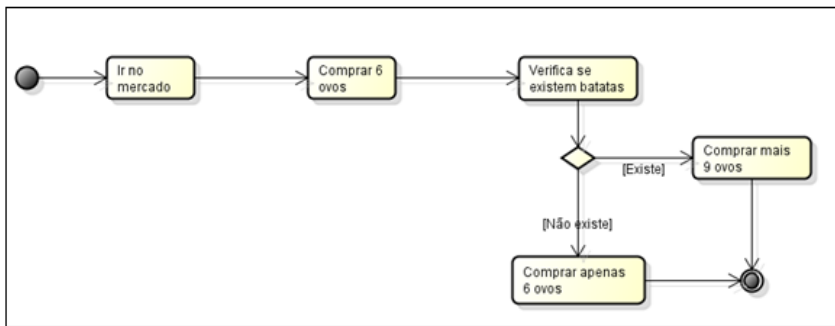 Ir no
mercado
Comprar 6
ovos
Verifica se
existem batatas
Comprar mais
9 ovos
[Existe]
[Não existe]
Comprar apenas
6 ovos